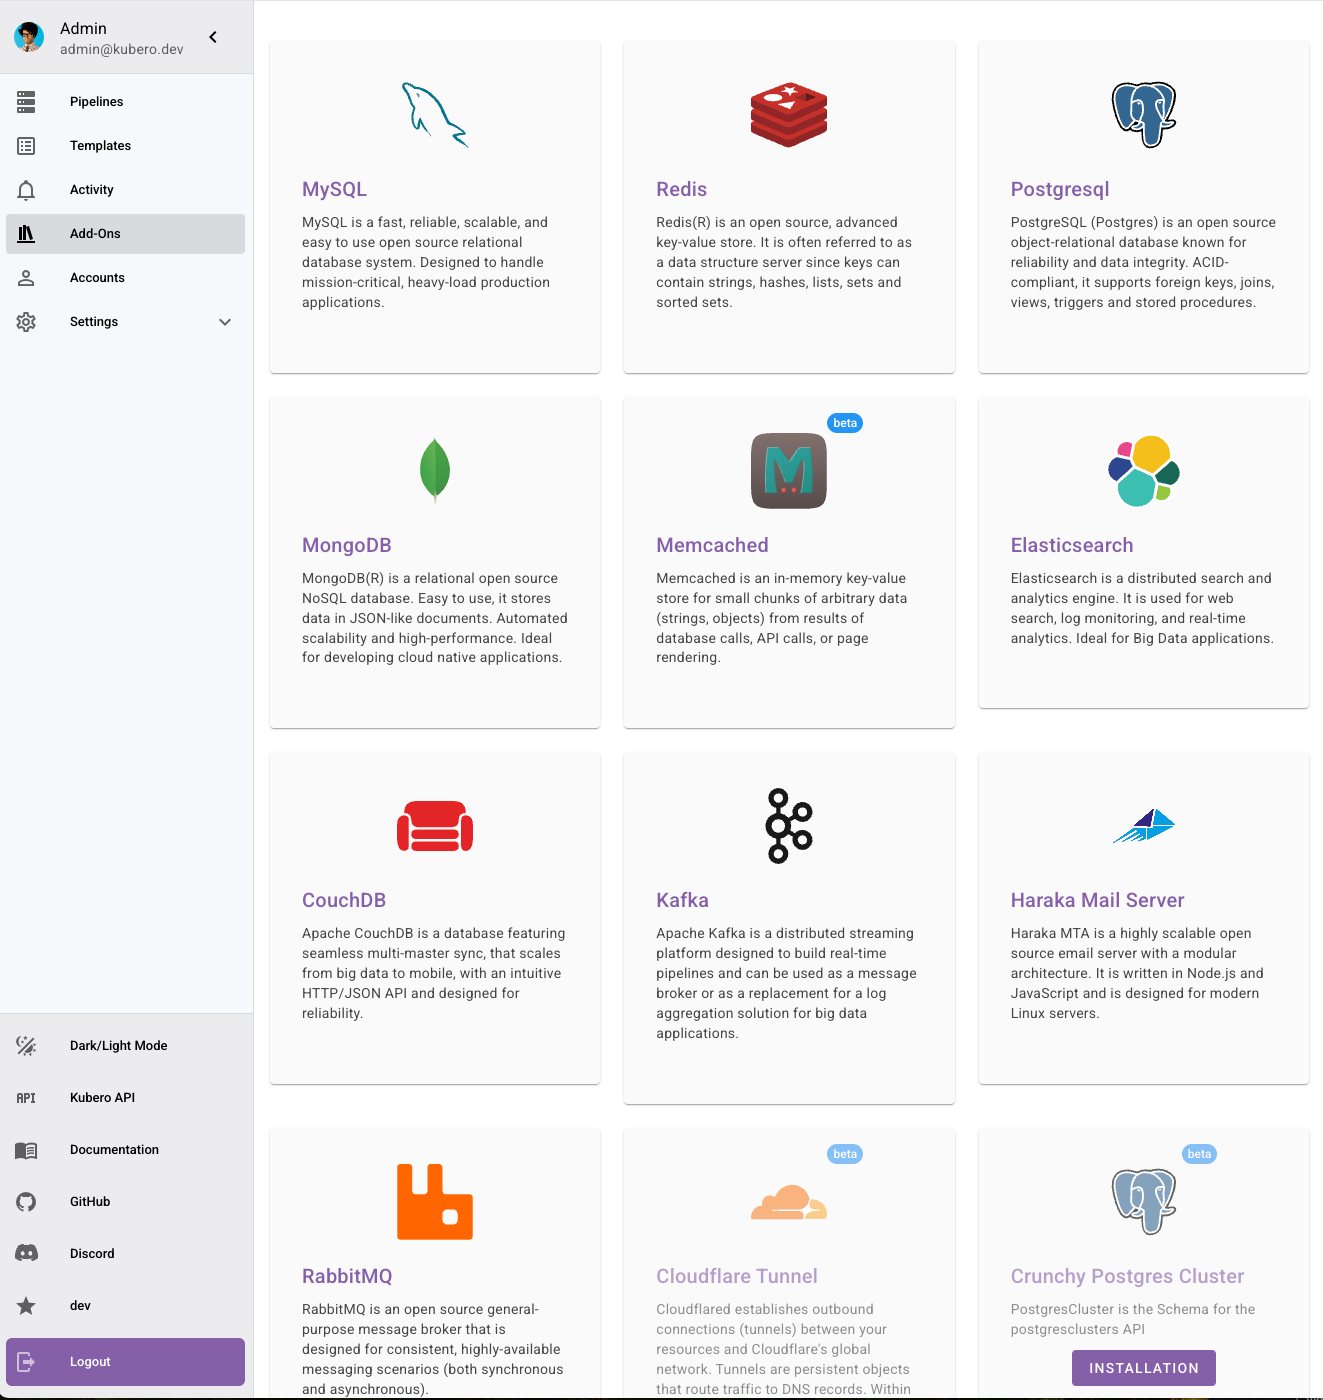 Admin
admin@kubero.dev
Pipelines
Templates
Activity
Add-Ons
Accounts
Settings
Dark/Light Mode
API
Kubero API
Documentation
GitHub
Discord
dev
Logout
MySQL
MySQL is a fast, reliable, scalable, and
easy to use open source relational
database system. Designed to handle
mission-critical, heavy-load production
applications.
Redis
Redis(R) is an open source, advanced
key-value store. It is often referred to as
a data structure server since keys can
contain strings, hashes, lists, sets and
sorted sets.
Postgresql
PostgreSQL (Postgres) is an open source
object-relational database known for
reliability and data integrity. ACID-
compliant, it supports foreign keys, joins,
views, triggers and stored procedures.
MongoDB
MongoDB(R) is a relational open source
NoSQL database. Easy to use, it stores
data in JSON-like documents. Automated
scalability and high-performance. Ideal
for developing cloud native applications.
beta
M
Memcached
Memcached is an in-memory key-value
store for small chunks of arbitrary data
(strings, objects) from results of
database calls, API calls, or page
rendering.
Elasticsearch
Elasticsearch is a distributed search and
analytics engine. It is used for web
search, log monitoring, and real-time
analytics. Ideal for Big Data applications.
CouchDB
Apache CouchDB is a database featuring
seamless multi-master sync, that scales
from big data to mobile, with an intuitive
HTTP/JSON API and designed for
reliability.
Kafka
Apache Kafka is a distributed streaming
platform designed to build real-time
pipelines and can be used as a message
broker or as a replacement for a log
aggregation solution for big data
applications.
Haraka Mail Server
Haraka MTA is a highly scalable open
source email server with a modular
architecture. It is written in Node.js and
JavaScript and is designed for modern
Linux servers.
RabbitMQ
RabbitMQ is an open source general-
purpose message broker that is
designed for consistent, highly-available
messaging scenarios (both synchronous
and asynchronous).
beta
Cloudflare Tunnel
Cloudflared establishes outbound
connections (tunnels) between your
resources and Cloudflare's global
network. Tunnels are persistent objects
that route traffic to DNS records. Within
beta
Crunchy Postgres Cluster
PostgresCluster is the Schema for the
postgresclusters API
INSTALLATION